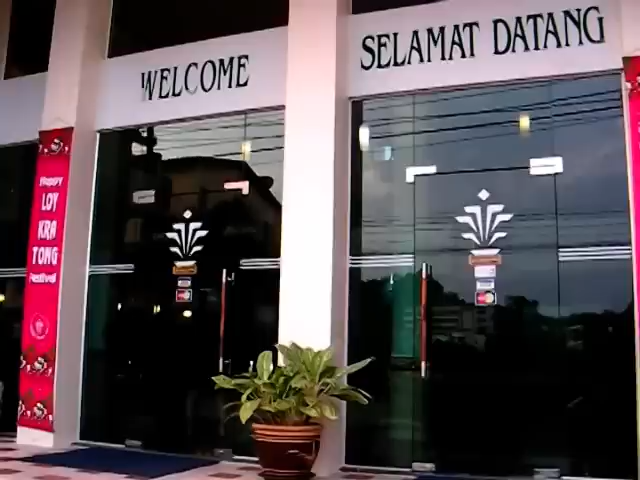 WELCOME
SELAMAT DATANG
HAPPY
LOY
KRA
TONG
Festival